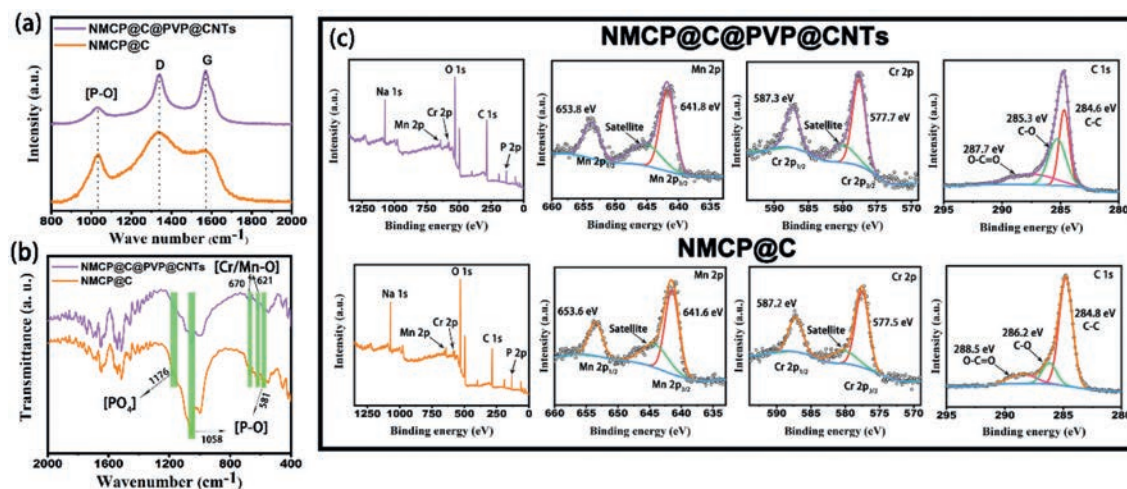 (a)
NMCP@C@PVP@CNTs
NMCP@C
[P-O]
D
G
Intensity (a.u.)
800 1000 1200 1400 1600 1800 2000
Wave number (cm-1)
(b)
NMCP@C@PVP@CNTs
NMCP@C
[Cr/Mn-O]
670 621
1176
[PO4]
581
1058
[P-O]
Transmittance (a. u.)
2000 1600 1200 800 400
Wavenumber (cm-1)
(c)
NMCP@C@PVP@CNTs
Intensity (a.u.)
O 1s
Na 1s
Cr 2p
Mn 2p
C 1s
P 2p
1250 1000 750 500 250 0
Binding energy (eV)
Intensity (a.u.)
Mn 2p
653.8 eV
641.8 eV
Satellite
Mn 2p1/2
Mn 2p3/2
660 655 650 645 640 635
Binding energy (eV)
Intensity (a.u.)
Cr 2p
587.3 eV
577.7 eV
Satellite
Cr 2p1/2
Cr 2p3/2
590 585 580 575 570
Binding energy (eV)
Intensity (a.u.)
C 1s
284.6 eV
C-C
285.3 eV
C-O
287.7 eV
O-C=O
295 290 285 280
Binding energy (eV)
NMCP@C
Intensity (a.u.)
O 1s
Na 1s
Cr 2p
Mn 2p
C 1s
P 2p
1250 1000 750 500 250 0
Binding energy (eV)
Intensity (a.u.)
Mn 2p
653.6 eV
641.6 eV
Satellite
Mn 2p1/2
Mn 2p3/2
660 655 650 645 640 635
Binding energy (eV)
Intensity (a.u.)
Cr 2p
587.2 eV
577.5 eV
Satellite
Cr 2p1/2
Cr 2p3/2
590 585 580 575 570
Binding energy (eV)
Intensity (a.u.)
C 1s
284.8 eV
C-C
286.2 eV
C-O
288.5 eV
O-C=O
295 290 285 280
Binding energy (eV)